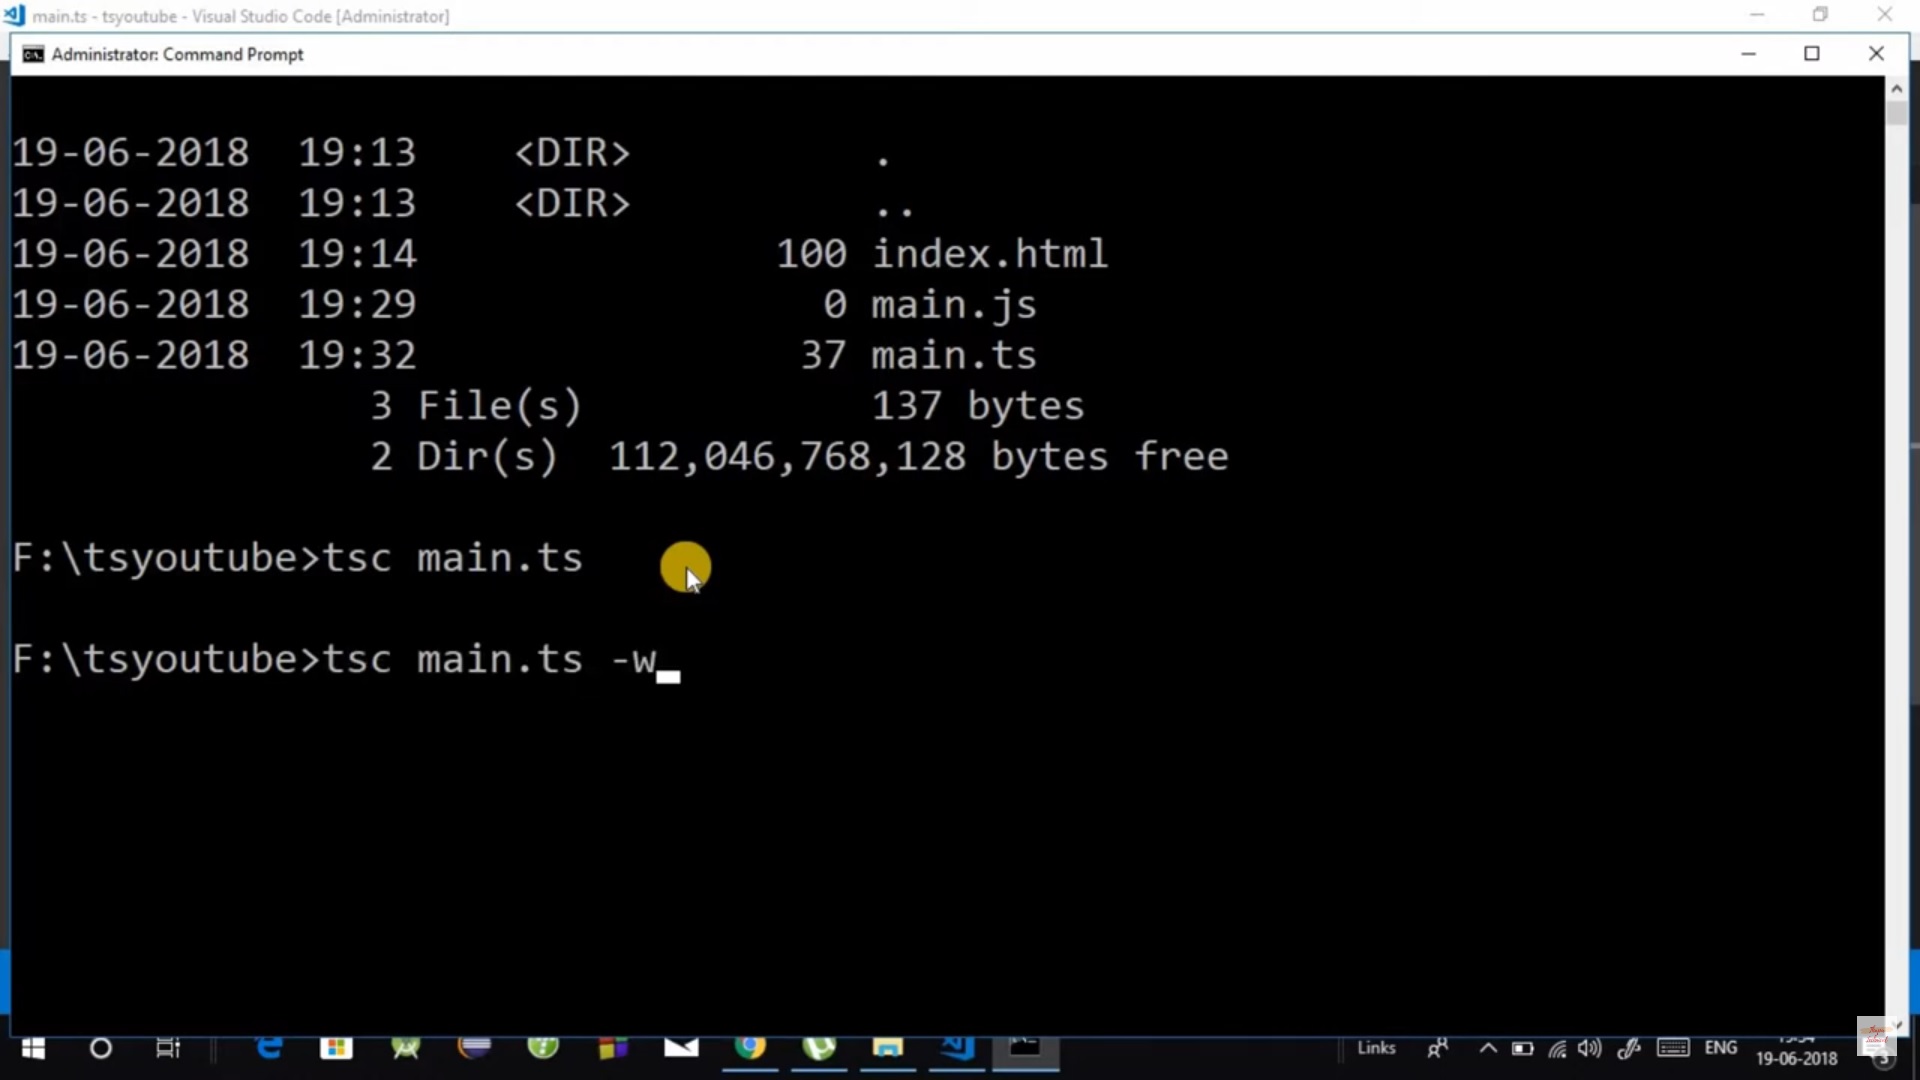 main.ts - tsyoutube - Visual Studio Code [Administrator]
Administrator: Command Prompt
19-06-2018 19:13 <DIR> .
19-06-2018 19:13 <DIR> ..
19-06-2018 19:14 100 index.html
19-06-2018 19:29 0 main.js
19-06-2018 19:32 37 main.ts
3 File(s) 137 bytes
2 Dir(s) 112,046,768,128 bytes free
F:\tsyoutube>tsc main.ts
F:\tsyoutube>tsc main.ts -w
Links
ENG
19-06-2018